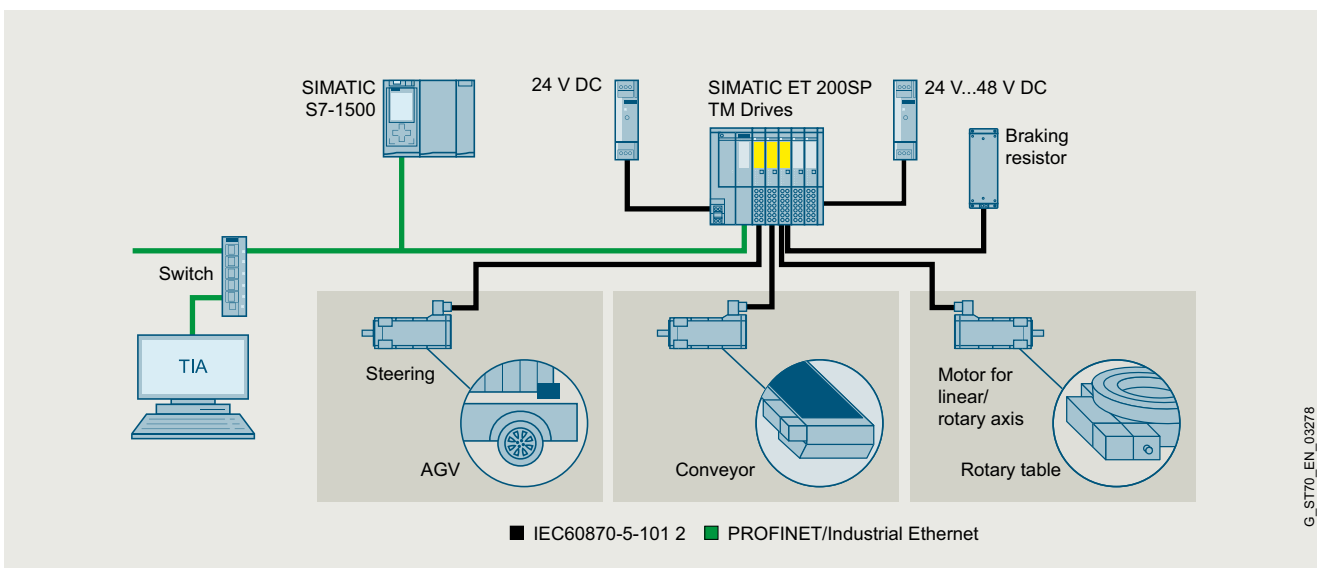 SIMATIC
S7-1500
24 V DC
SIMATIC ET 200SP
TM Drives
24 V...48 V DC
Braking
resistor
Switch
TIA
Steering
AGV
Conveyor
Motor for
linear/
rotary axis
Rotary table
IEC60870-5-101 2
PROFINET/Industrial Ethernet
G_ST70_EN_03278